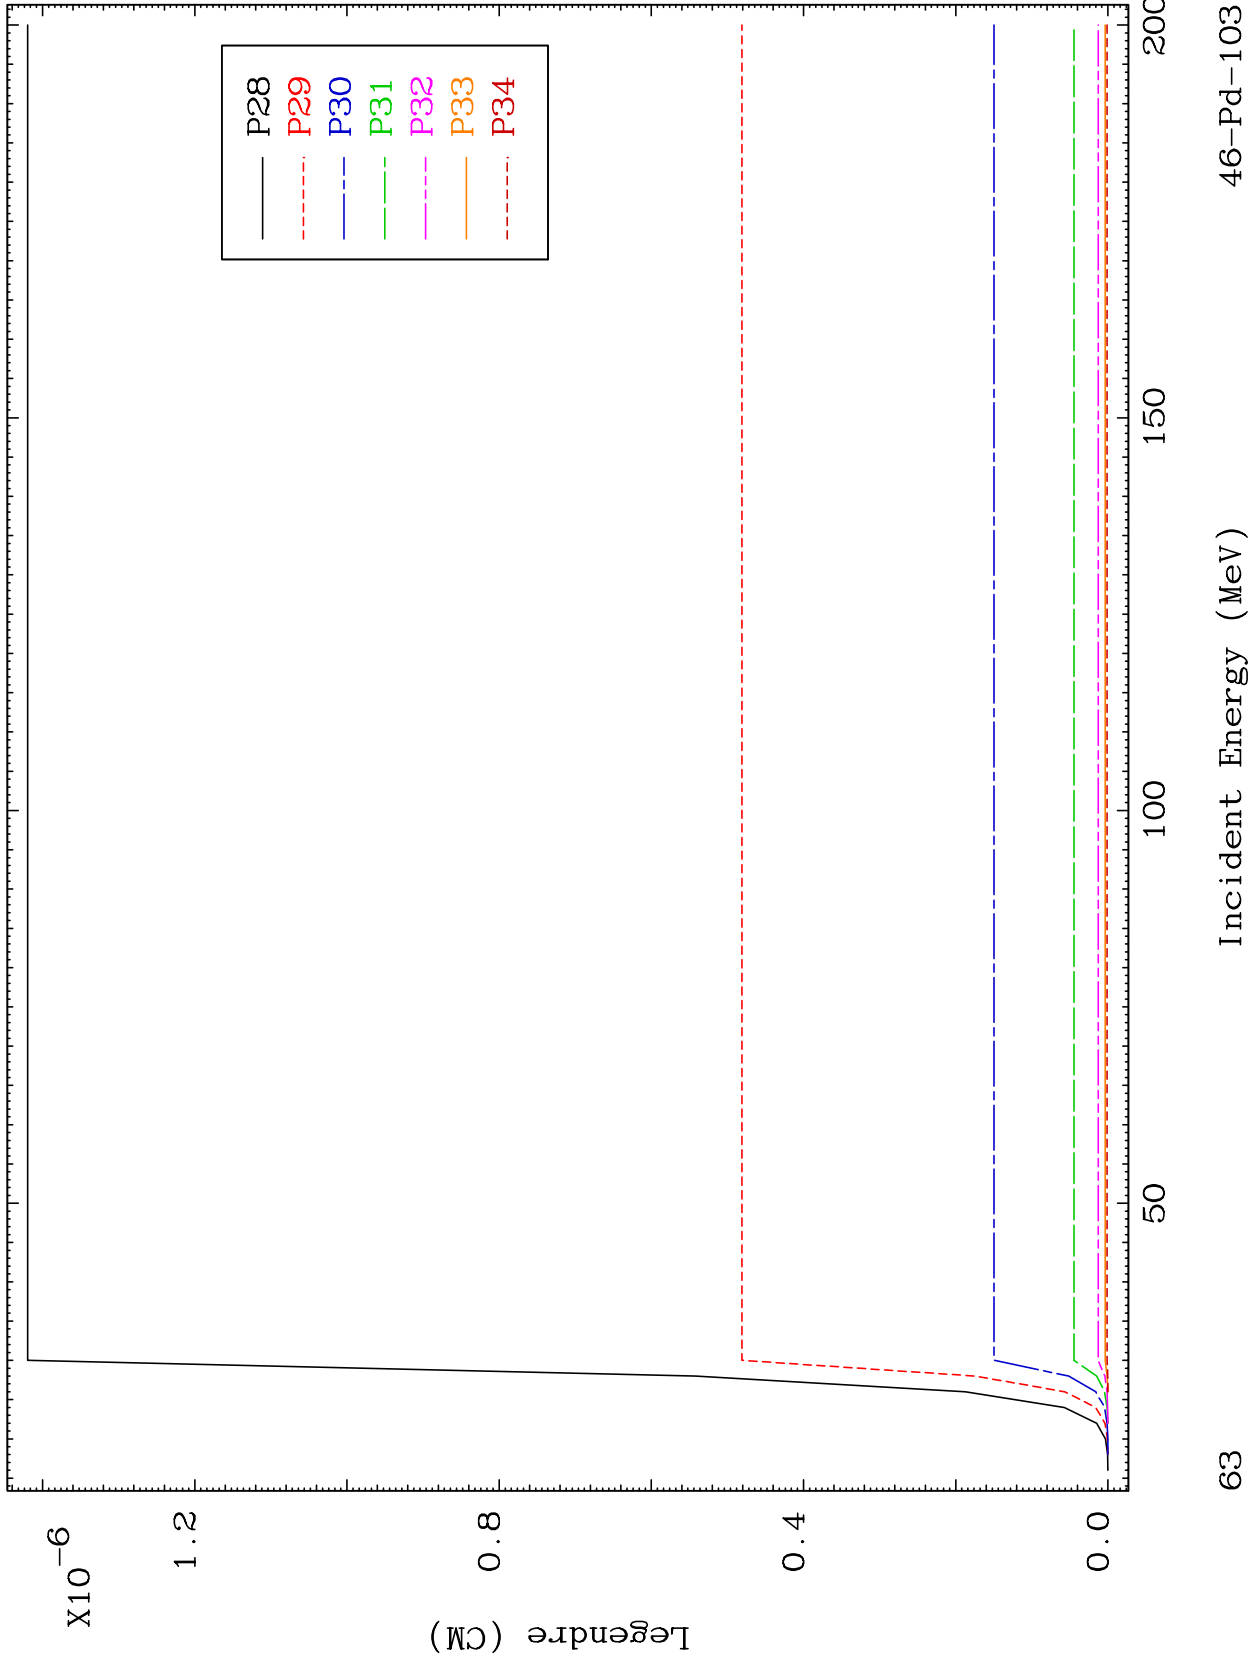 X10^-6
Legendre (CM)
1.2
0.8
0.4
0.0
50
100
150
200
P28
P29
P30
P31
P32
P33
P34
63
Incident Energy (MeV)
46-Pd-103